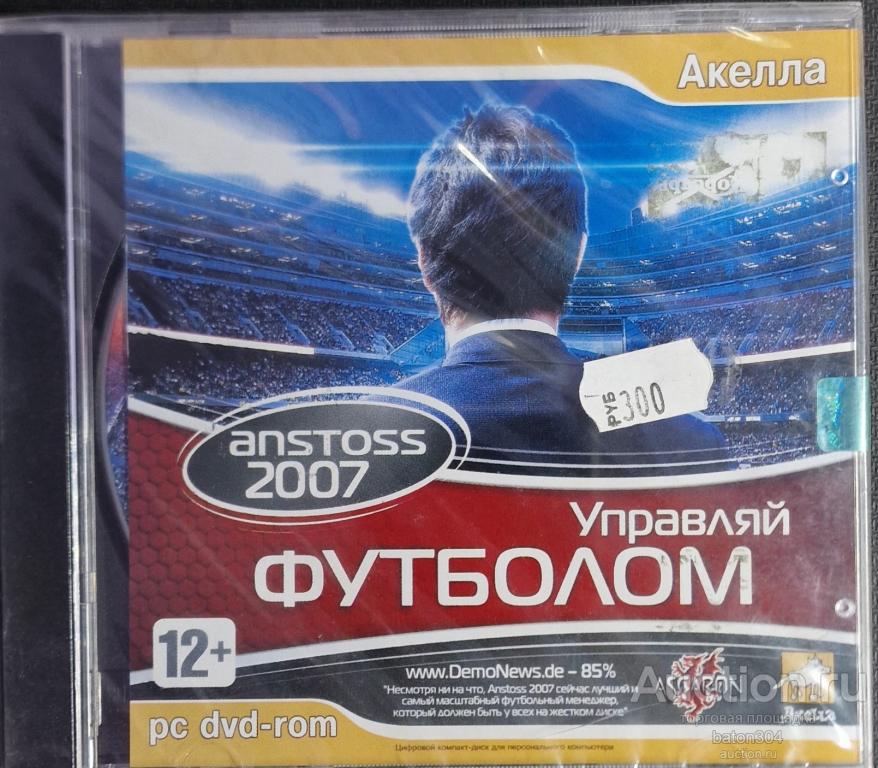 Акелла
РУБ 300
anstoss
2007
Управляй
ФУТБОЛОМ
12+
www.DemoNews.de – 85%
"Несмотря ни на что, Anstoss 2007 сейчас лучший и
самый масштабный футбольный менеджер,
который должен быть у всех на жестком диске"
ASCARON
Акелла
pc dvd-rom
Цифровой компакт-диск для персонального компьютера
Auction.ru
торговая площадка
baton304
auction.ru